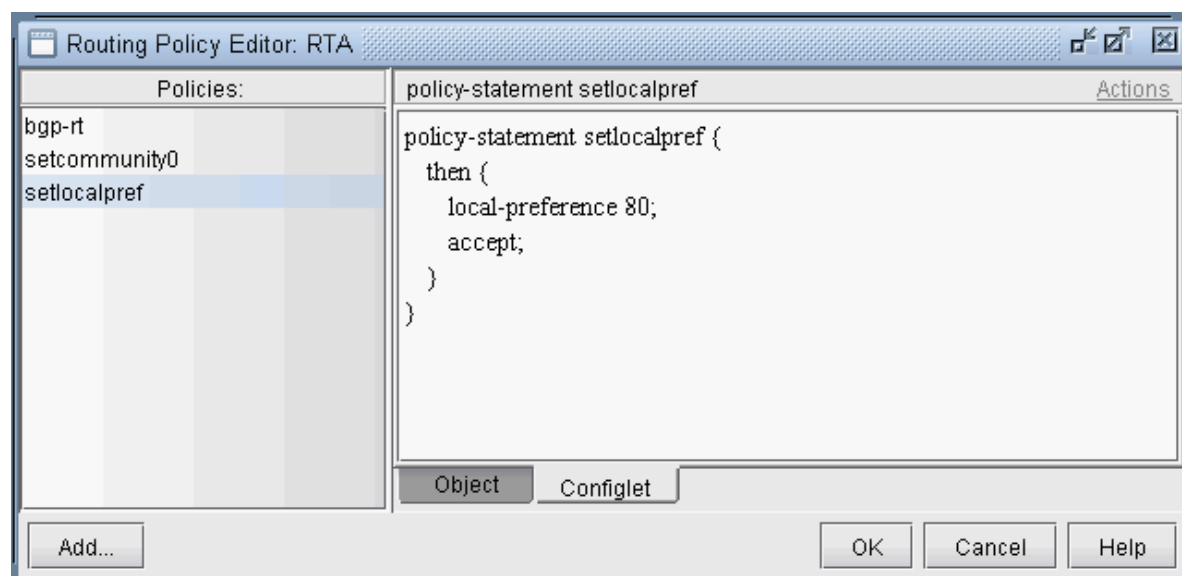 Routing Policy Editor: RTA
Policies:
bgp-rt
setcommunity0
setlocalpref
policy-statement setlocalpref
Actions
policy-statement setlocalpref {
then {
local-preference 80;
accept;
}
}
Object
Configlet
Add...
OK
Cancel
Help